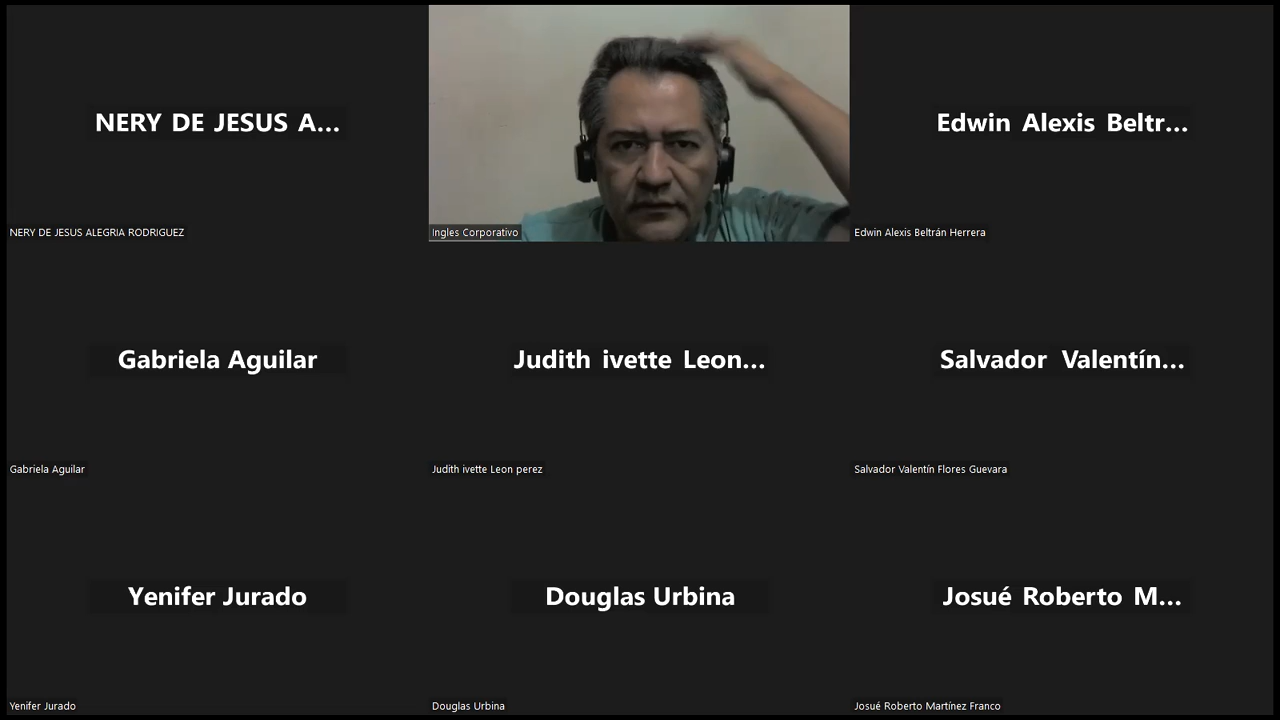 NERY DE JESUS A...
Edwin Alexis Beltr...
NERY DE JESUS ALEGRIA RODRIGUEZ
Ingles Corporativo
Edwin Alexis Beltrán Herrera
Gabriela Aguilar
Judith ivette Leon...
Salvador Valentín...
Gabriela Aguilar
Judith ivette Leon perez
Salvador Valentín Flores Guevara
Yenifer Jurado
Douglas Urbina
Josué Roberto M...
Yenifer Jurado
Douglas Urbina
Josué Roberto Martínez Franco